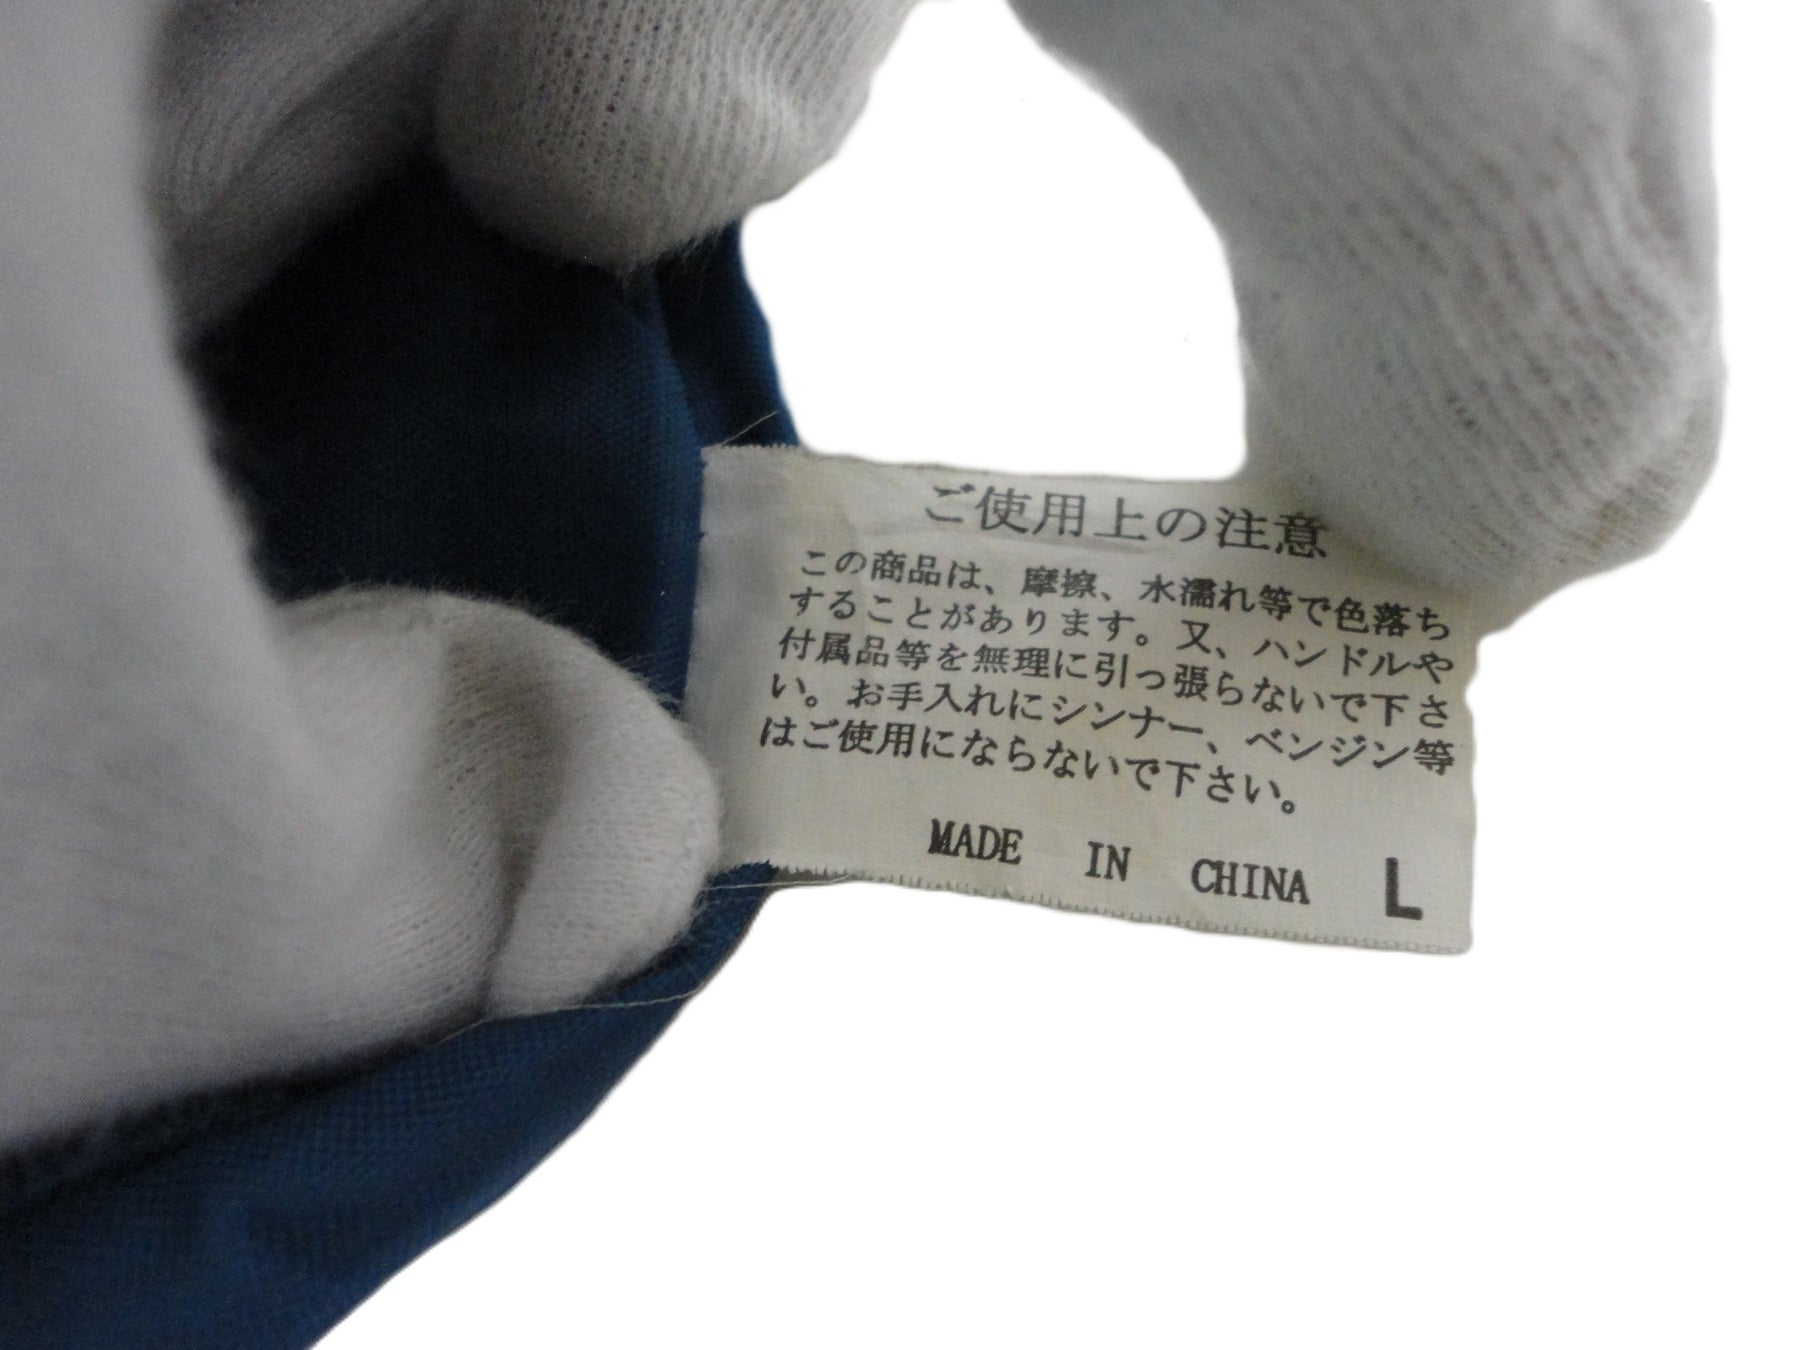 ご使用上の注意
この商品は、摩擦、水濡れ等で色落ち
することがあります。又、ハンドルや
付属品等を無理に引っ張らないで下さ
い。お手入れにシンナー、ベンジン等
はご使用にならないで下さい。
MADE IN CHINA L